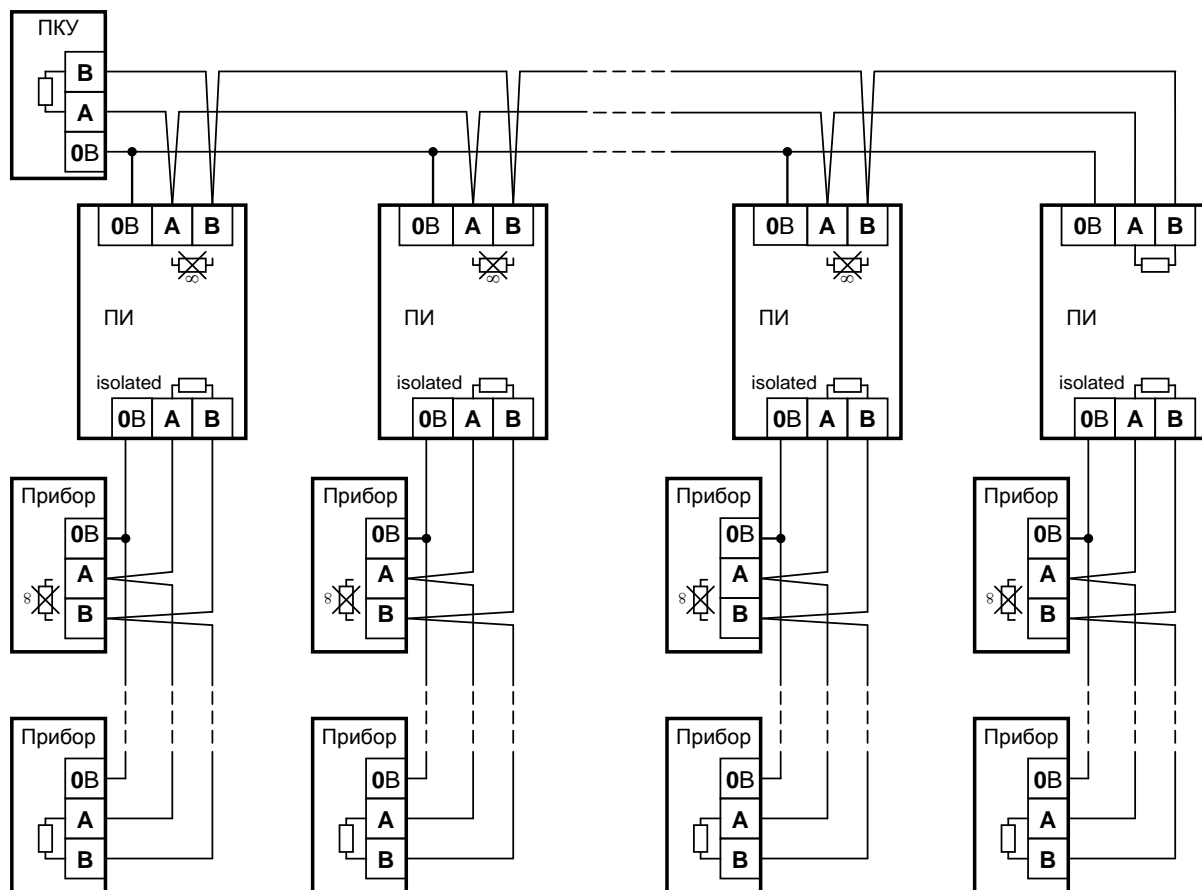 ПКУ
B
A
0В
0В A B
0В A B
0В A B
0В A B
∞
∞
∞
ПИ
ПИ
ПИ
ПИ
isolated
isolated
isolated
isolated
0В A B
0В A B
0В A B
0В A B
Прибор
0В
A
∞
B
Прибор
0В
A
∞
B
Прибор
0В
A
∞
B
Прибор
0В
A
∞
B
Прибор
0В
A
B
Прибор
0В
A
B
Прибор
0В
A
B
Прибор
0В
A
B